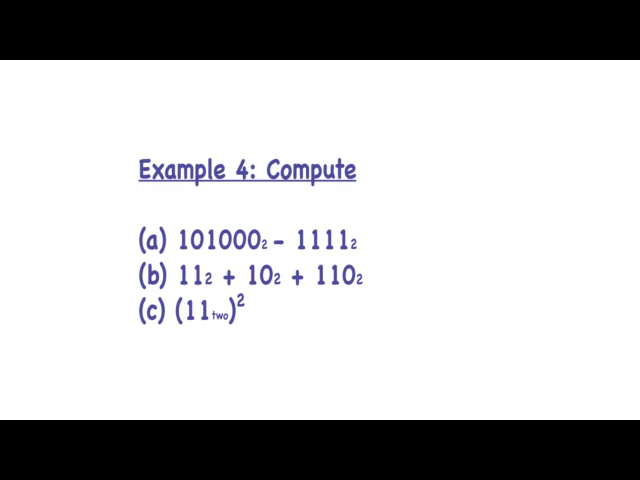 Example 4: Compute
(a) 101000₂ - 1111₂
(b) 11₂ + 10₂ + 110₂
(c) (11two)²